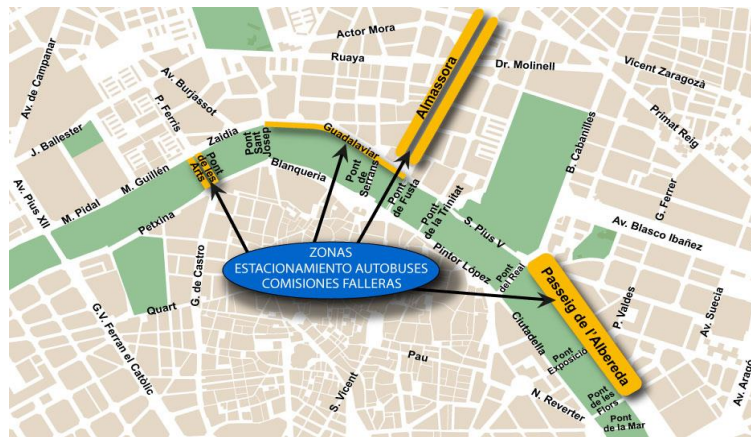 Actor Mora
Ruaya
Av. de Campanar
Av. Burjassot
P. Ferris
J. Ballester
Almassora
Dr. Molinell
Vicent Zaragozà
Primat Reig
Zaidia
Guadalaviar
Pont
Sant
Josep
Pont
de les
Arts
M. Guillén
M. Pidal
Av. Pius XII
Petxina
Blanqueria
Pont
de
Serrans
Pont
de Fusta
Pont
de la Trinitat
B. Cabanilles
G. Ferrer
S. Pius V
Av. Blasco Ibañez
Quart
G. de Castro
ZONAS
ESTACIONAMIENTO AUTOBUSES
COMISIONES FALLERAS
Pintor López
Pont
del Real
Passeig de l'Albereda
P. Valdes
Av. Suecia
G.V. Ferran el Catòlic
Ciutadella
Pau
S. Vicent
Pont
Exposició
N. Reverter
Pont
de les
Flors
Pont
de la Mar
Av. Aragó